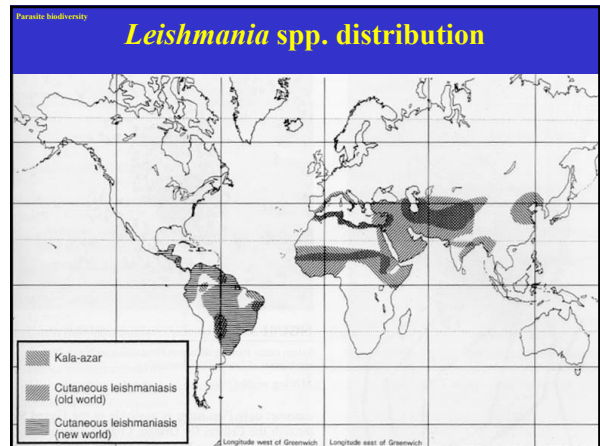 Parasite biodiversity
Leishmania spp. distribution
Kala-azar
Cutaneous leishmaniasis
(old world)
Cutaneous leishmaniasis
(new world)
Longitude west of Greenwich
Longitude east of Greenwich